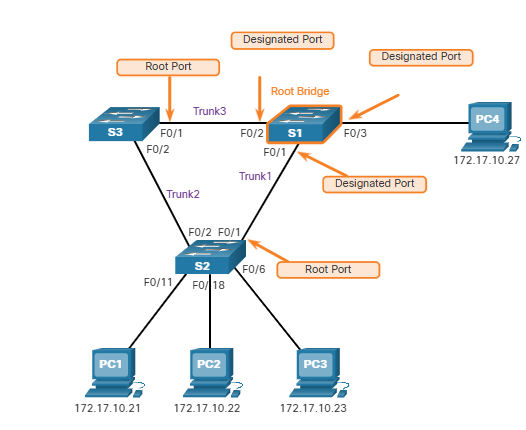 Designated Port
Designated Port
Root Port
Root Bridge
Trunk3
S3
F0/1
F0/2
S1
F0/3
PC4
F0/2
F0/1
172.17.10.27
Trunk1
Designated Port
Trunk2
F0/2
F0/1
S2
F0/6
Root Port
F0/11
F0/18
PC1
PC2
PC3
172.17.10.21
172.17.10.22
172.17.10.23